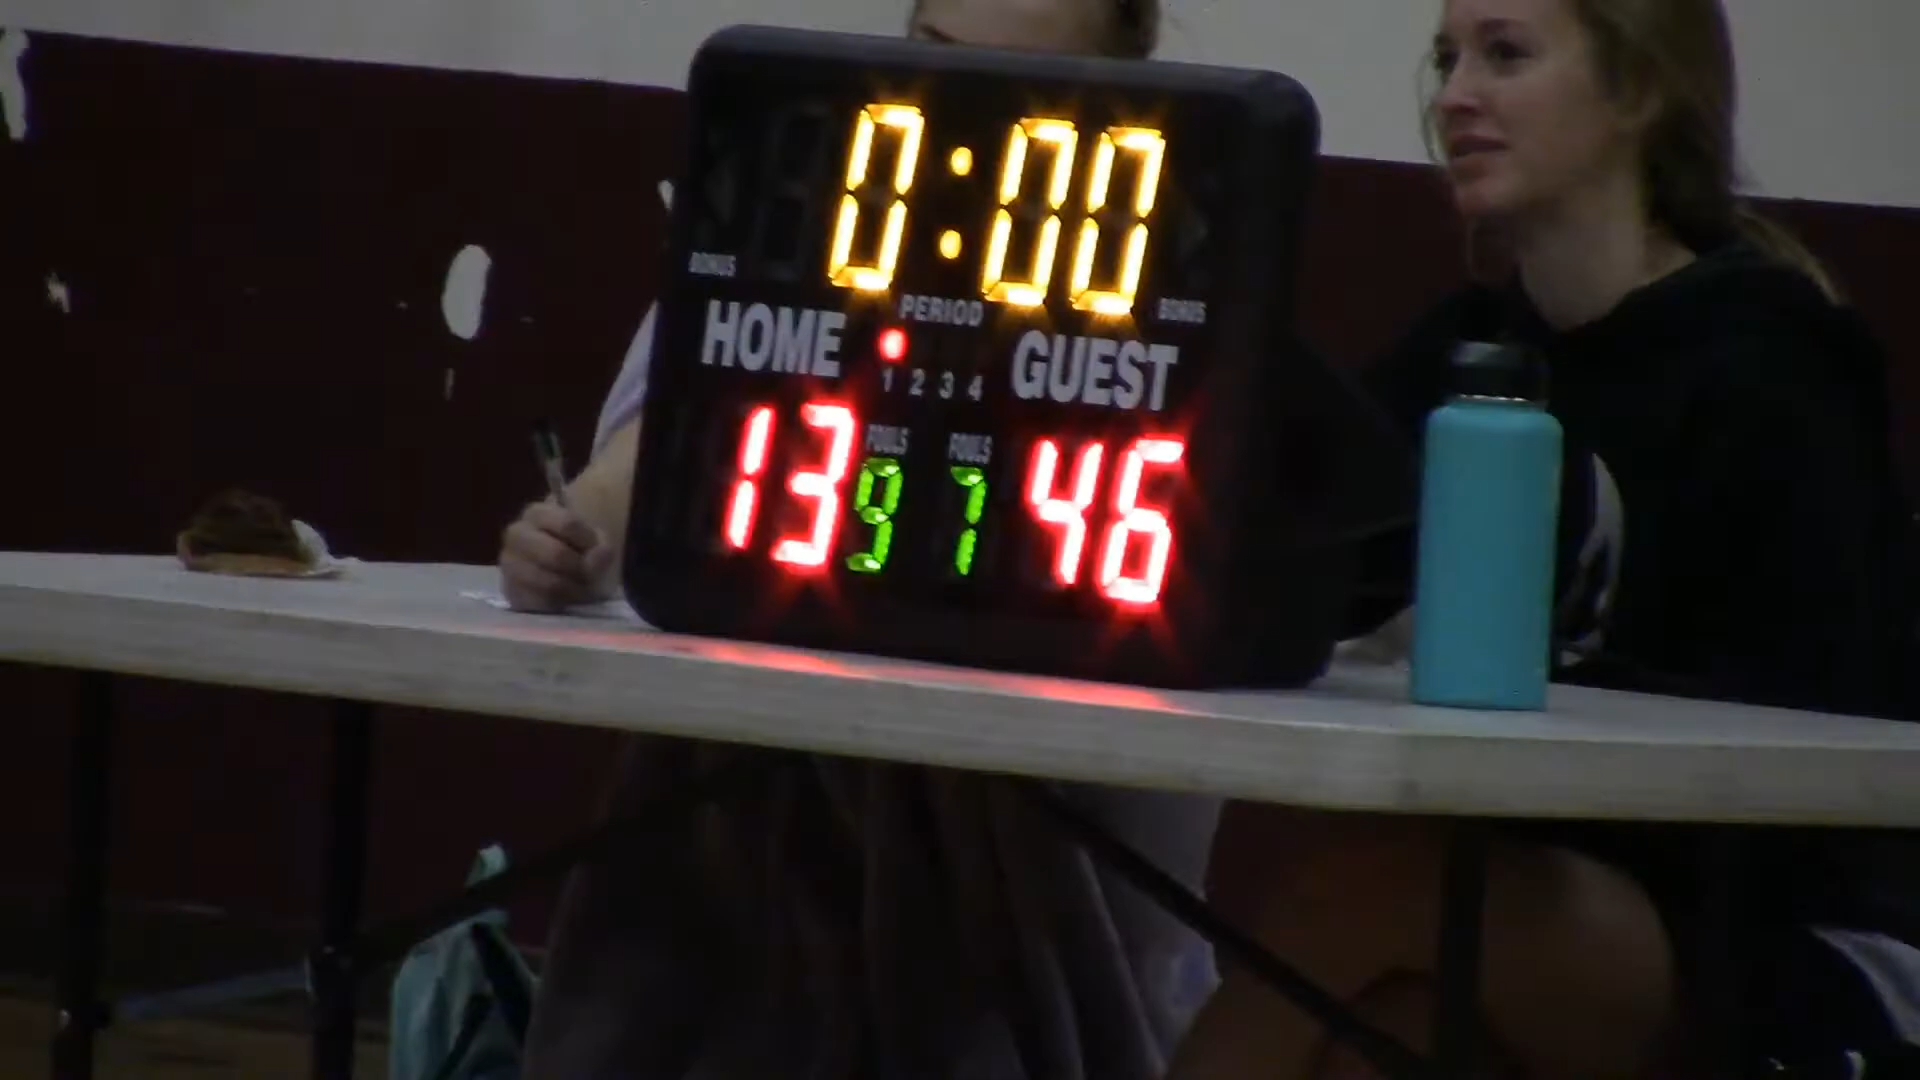 0:00
BONUS PERIOD BONUS
HOME GUEST
1 2 3 4
FOULS FOULS
13 9 7 46